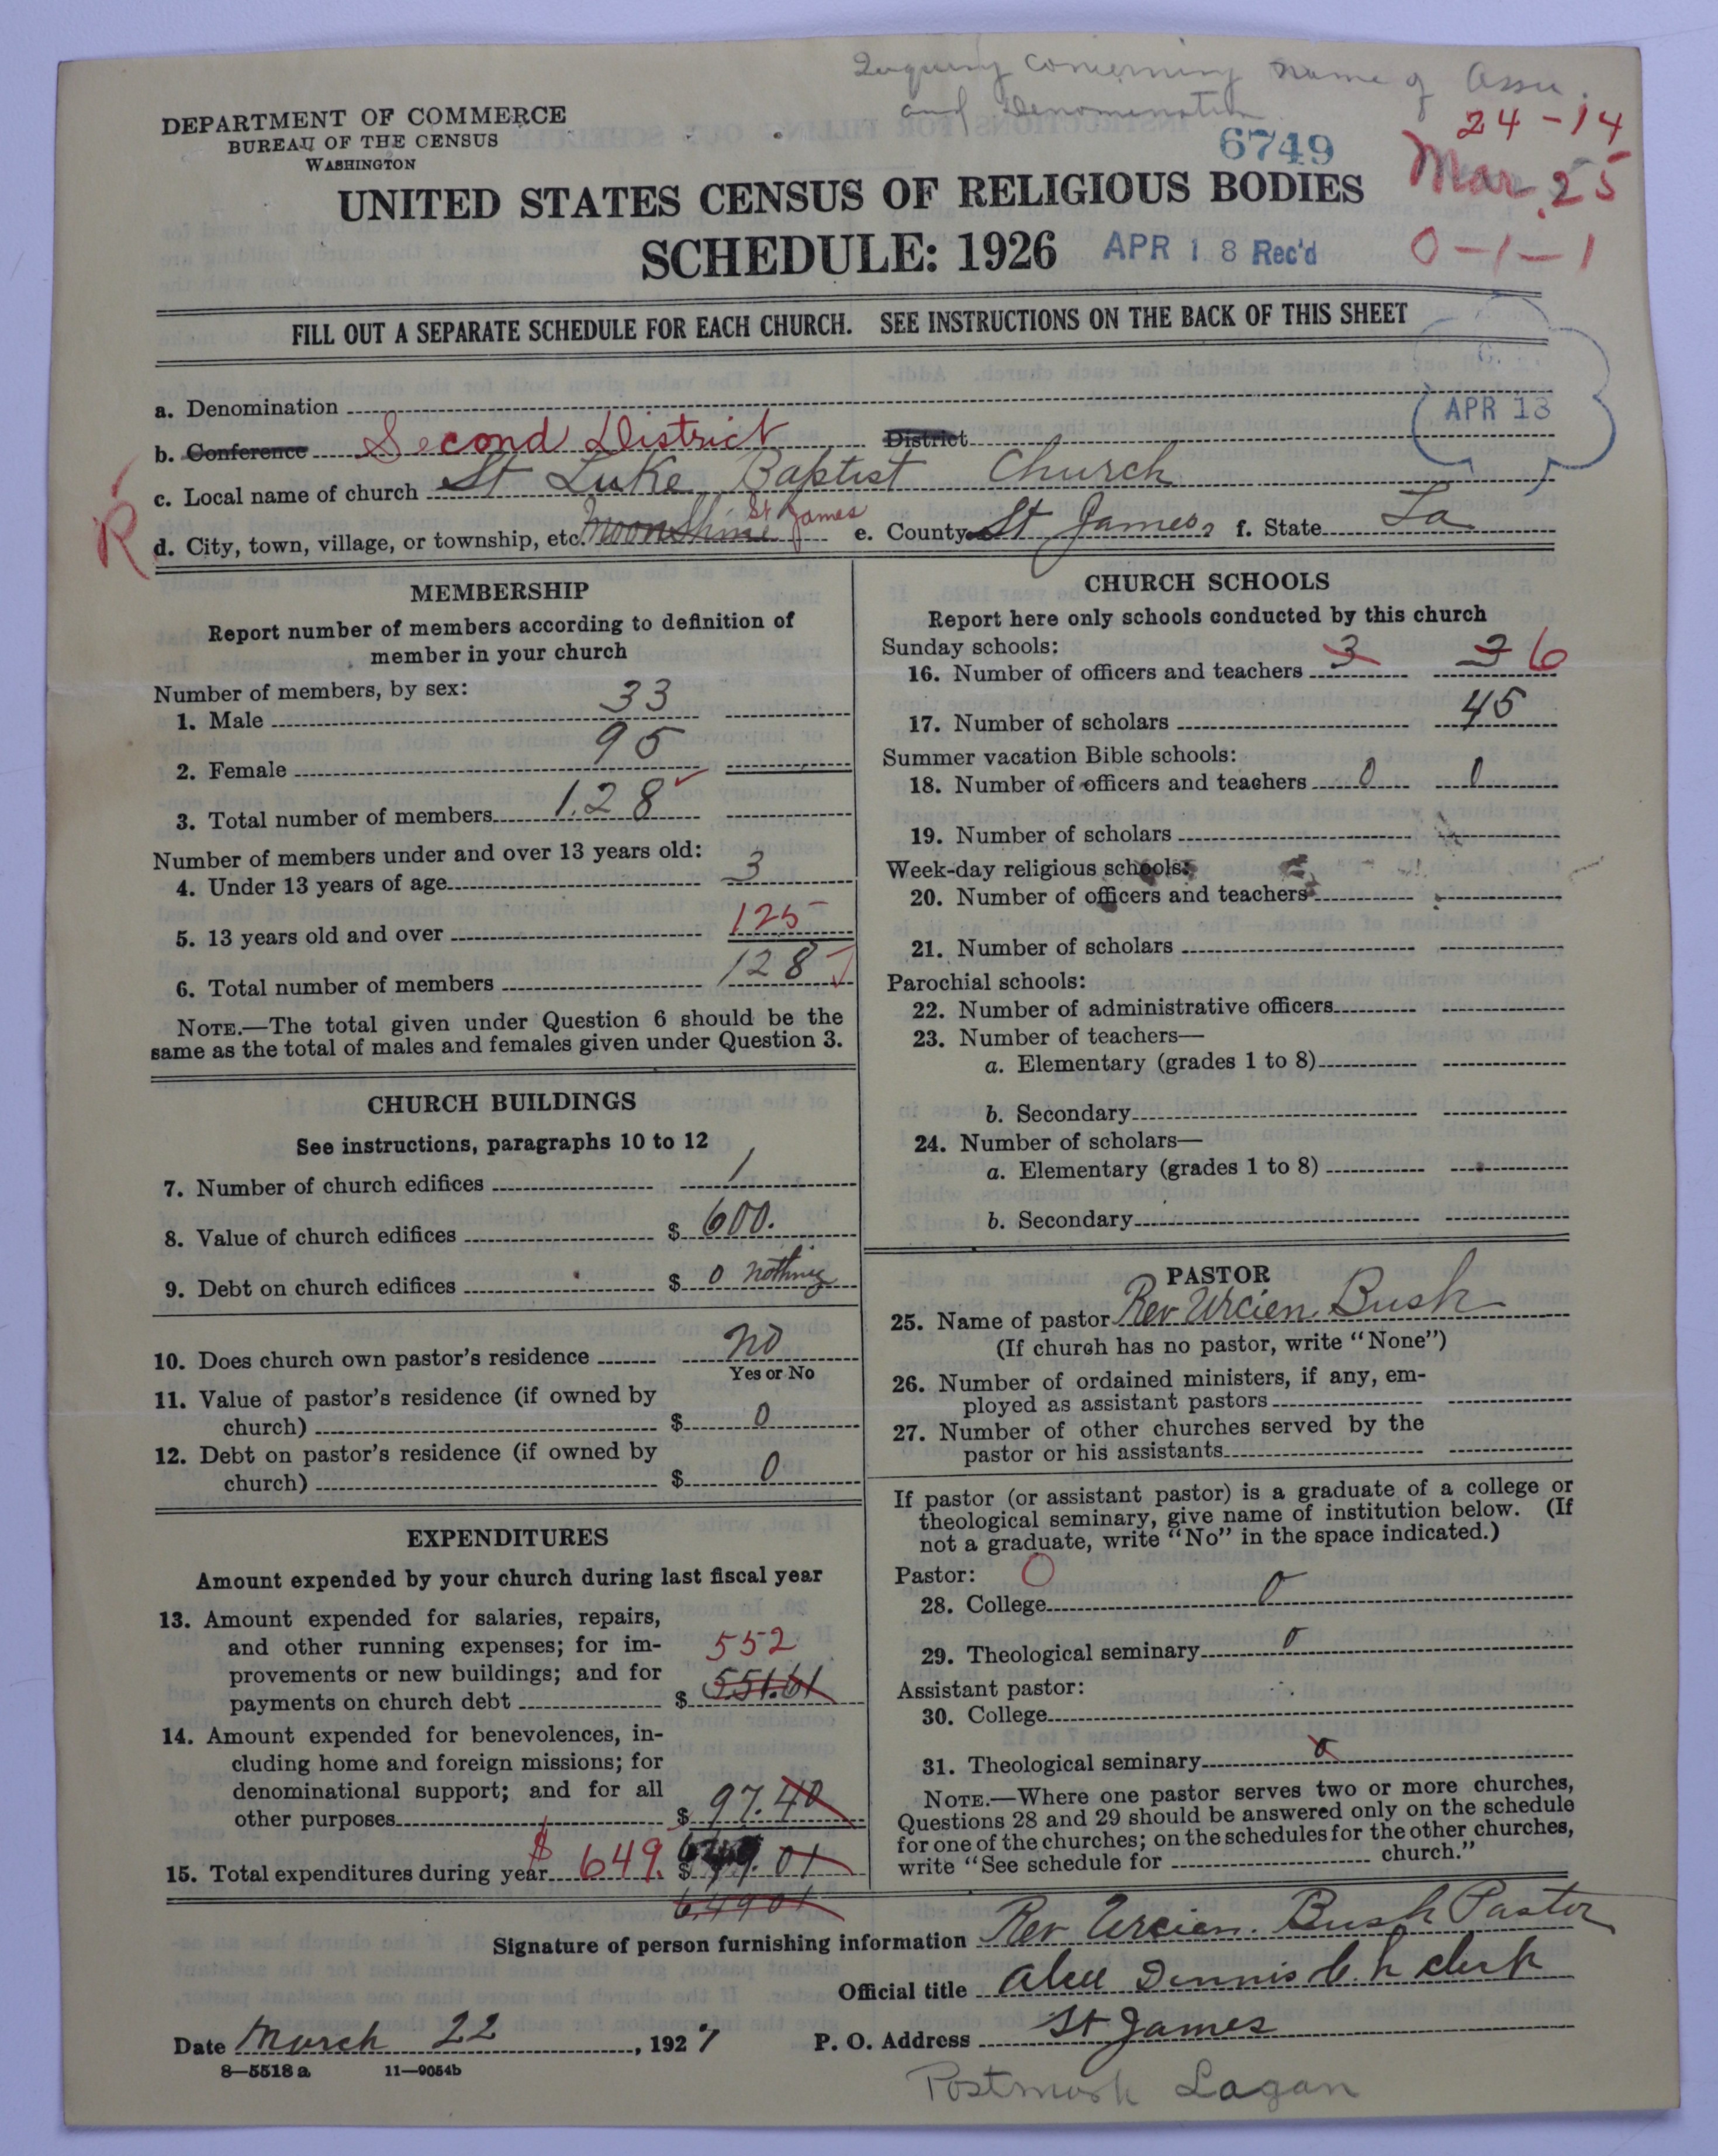 Inquiry concerning name of Assn.
and Denomination
DEPARTMENT OF COMMERCE
BUREAU OF THE CENSUS
WASHINGTON
24-14
6749
Mar. 25
UNITED STATES CENSUS OF RELIGIOUS BODIES
SCHEDULE: 1926
APR 18 Rec'd
0-1-1
FILL OUT A SEPARATE SCHEDULE FOR EACH CHURCH. SEE INSTRUCTIONS ON THE BACK OF THIS SHEET
a. Denomination
APR 13
b. Conference Second District District
c. Local name of church St Luke Baptist Church
R
d. City, town, village, or township, etc. Moonshine St James e. County St James f. State La
MEMBERSHIP
Report number of members according to definition of
member in your church
Number of members, by sex:
1. Male 33
2. Female 95
3. Total number of members 128
Number of members under and over 13 years old:
4. Under 13 years of age 3
5. 13 years old and over 125
6. Total number of members 128
NOTE.—The total given under Question 6 should be the
same as the total of males and females given under Question 3.
CHURCH BUILDINGS
See instructions, paragraphs 10 to 12
7. Number of church edifices 1
8. Value of church edifices $ 600.
9. Debt on church edifices $ 0 nothing
10. Does church own pastor's residence no
Yes or No
11. Value of pastor's residence (if owned by
church) $ 0
12. Debt on pastor's residence (if owned by
church) $ 0
EXPENDITURES
Amount expended by your church during last fiscal year
13. Amount expended for salaries, repairs,
and other running expenses; for im-
552
provements or new buildings; and for
payments on church debt $ 551.61
14. Amount expended for benevolences, in-
cluding home and foreign missions; for
denominational support; and for all
other purposes $ 97.40
15. Total expenditures during year $ 649. $ 649.01
649 01
CHURCH SCHOOLS
Report here only schools conducted by this church
Sunday schools:
16. Number of officers and teachers 3 3 6
17. Number of scholars 45
Summer vacation Bible schools:
18. Number of officers and teachers 0 0
19. Number of scholars
Week-day religious schools:
20. Number of officers and teachers
21. Number of scholars
Parochial schools:
22. Number of administrative officers
23. Number of teachers—
a. Elementary (grades 1 to 8)
b. Secondary
24. Number of scholars—
a. Elementary (grades 1 to 8)
b. Secondary
PASTOR
25. Name of pastor Rev Urcien Bush
(If church has no pastor, write "None")
26. Number of ordained ministers, if any, em-
ployed as assistant pastors
27. Number of other churches served by the
pastor or his assistants
If pastor (or assistant pastor) is a graduate of a college or
theological seminary, give name of institution below. (If
not a graduate, write "No" in the space indicated.)
Pastor: 0
28. College 0
29. Theological seminary 0
Assistant pastor:
30. College
31. Theological seminary 0
NOTE.—Where one pastor serves two or more churches,
Questions 28 and 29 should be answered only on the schedule
for one of the churches; on the schedules for the other churches,
write "See schedule for church."
Signature of person furnishing information Rev Urcien. Bush Pastor
Official title Dennis Ch clerk
Date March 22, 1927 P. O. Address St James
8—5518 a 11—9054b
Postmark Lagan